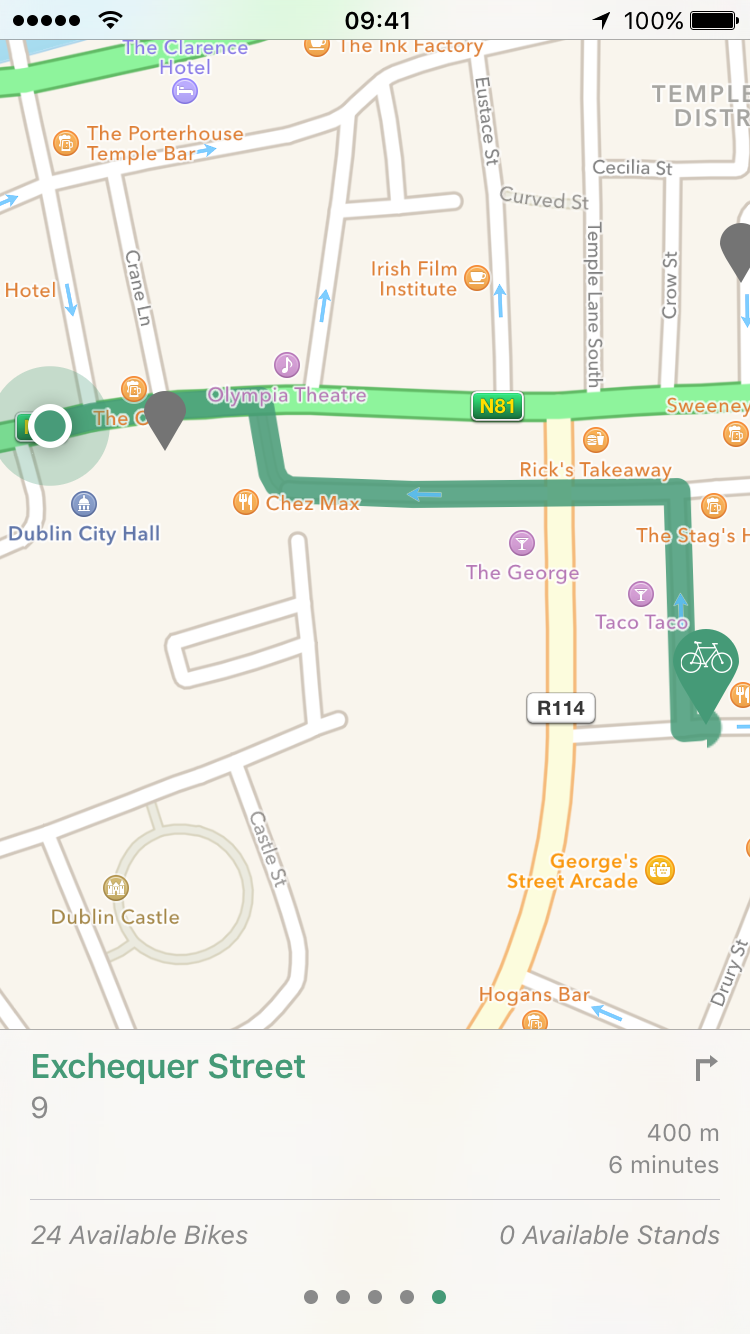 09:41
100%
The Clarence
Hotel
The Ink Factory
TEMPLE
DISTR
The Porterhouse
Temple Bar
Eustace St
Cecilia St
Curved St
Crane Ln
Temple Lane South
Crow St
Irish Film
Institute
Hotel
Olympia Theatre
N81
The
Sweeney
Rick's Takeaway
Chez Max
Dublin City Hall
The Stag's H
The George
Taco Taco
R114
Castle St
George's
Street Arcade
Dublin Castle
Drury St
Hogans Bar
Exchequer Street
9
400 m
6 minutes
24 Available Bikes
0 Available Stands